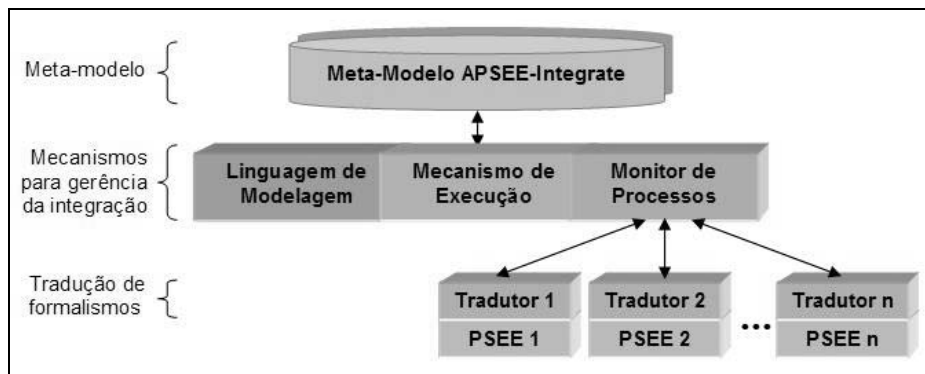 Meta-modelo
Meta-Modelo APSEE-Integrate
Mecanismos
para gerência
da integração
Linguagem de
Modelagem
Mecanismo de
Execução
Monitor de
Processos
Tradução de
formalismos
Tradutor 1
PSEE 1
Tradutor 2
PSEE 2
...
Tradutor n
PSEE n